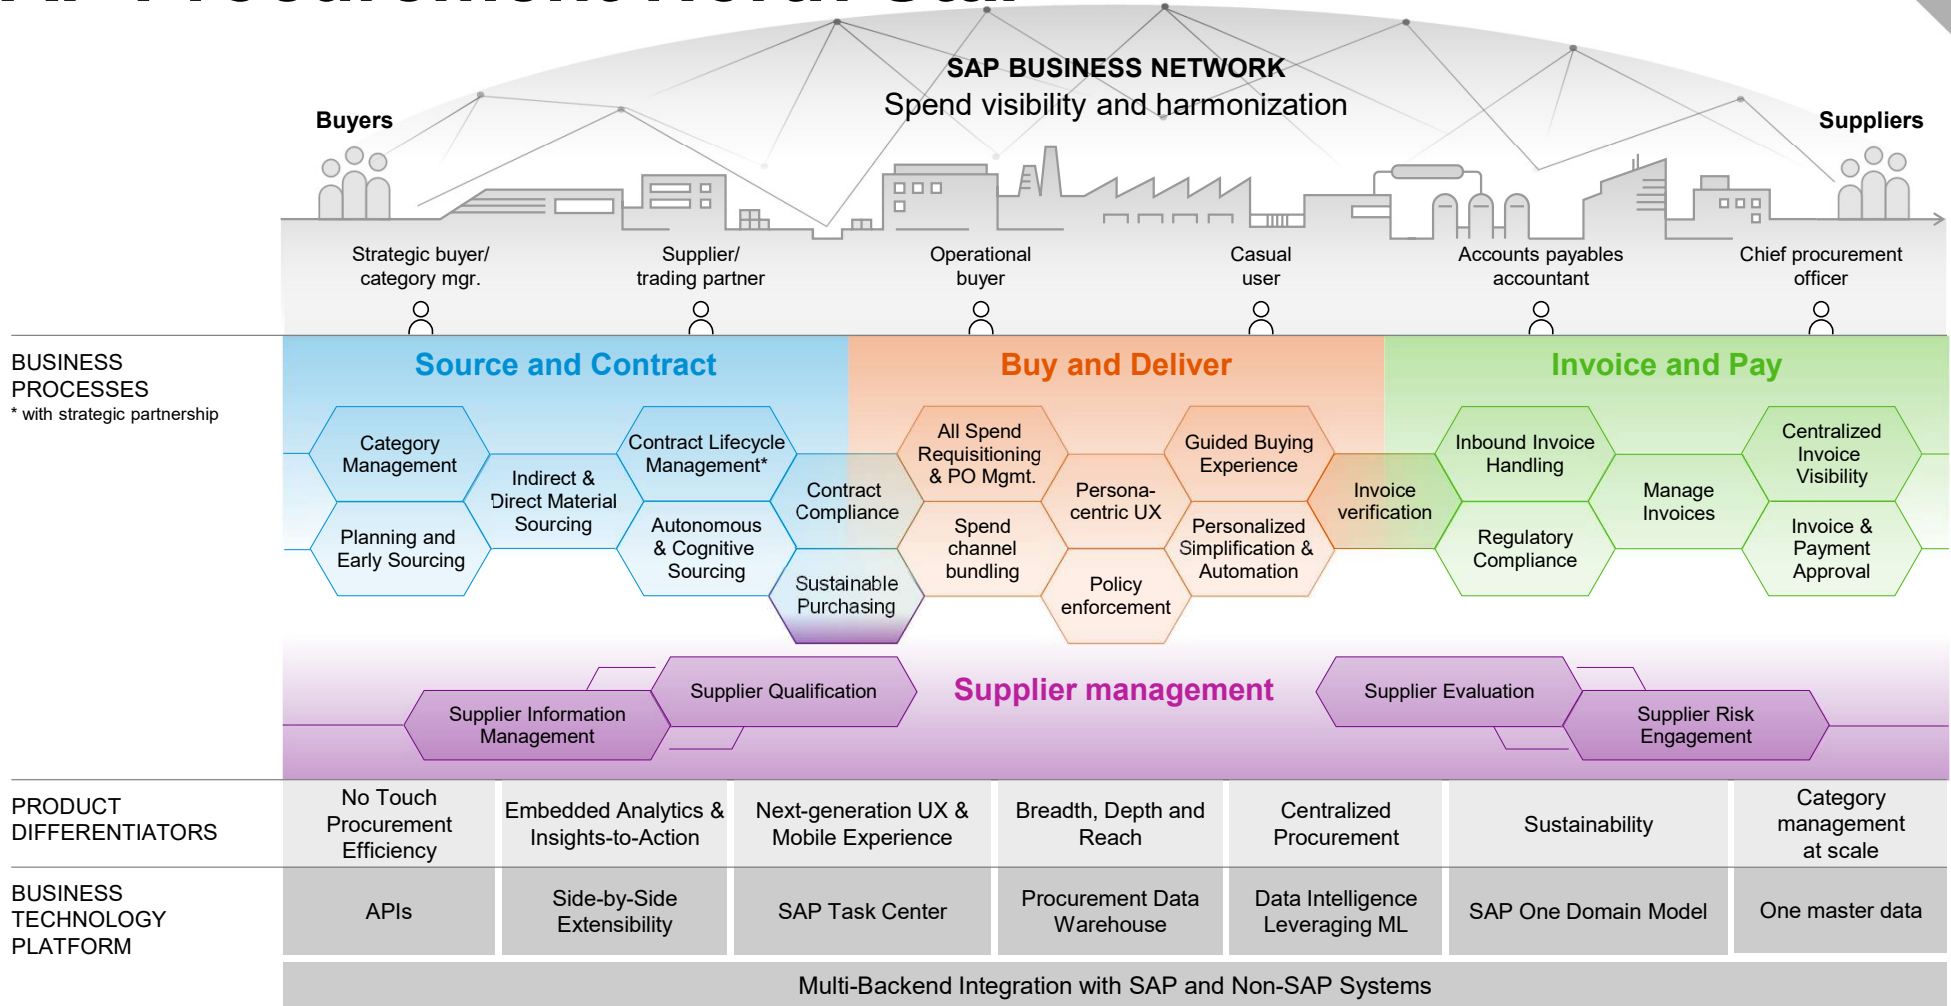 SAP BUSINESS NETWORK
Spend visibility and harmonization
Buyers
Suppliers
Strategic buyer/
category mgr.
Supplier/
trading partner
Operational
buyer
Casual
user
Accounts payables
accountant
Chief procurement
officer
BUSINESS
PROCESSES
* with strategic partnership
Source and Contract
Buy and Deliver
Invoice and Pay
Category
Management
Planning and
Early Sourcing
Indirect &
Direct Material
Sourcing
Contract Lifecycle
Management*
Autonomous
& Cognitive
Sourcing
Contract
Compliance
Sustainable
Purchasing
All Spend
Requisitioning
& PO Mgmt.
Spend
channel
bundling
Persona-
centric UX
Policy
enforcement
Guided Buying
Experience
Personalized
Simplification &
Automation
Invoice
verification
Inbound Invoice
Handling
Regulatory
Compliance
Manage
Invoices
Centralized
Invoice
Visibility
Invoice &
Payment
Approval
Supplier management
Supplier Information
Management
Supplier Qualification
Supplier Evaluation
Supplier Risk
Engagement
PRODUCT
DIFFERENTIATORS
No Touch
Procurement
Efficiency
Embedded Analytics &
Insights-to-Action
Next-generation UX &
Mobile Experience
Breadth, Depth and
Reach
Centralized
Procurement
Sustainability
Category
management
at scale
BUSINESS
TECHNOLOGY
PLATFORM
APIs
Side-by-Side
Extensibility
SAP Task Center
Procurement Data
Warehouse
Data Intelligence
Leveraging ML
SAP One Domain Model
One master data
Multi-Backend Integration with SAP and Non-SAP Systems